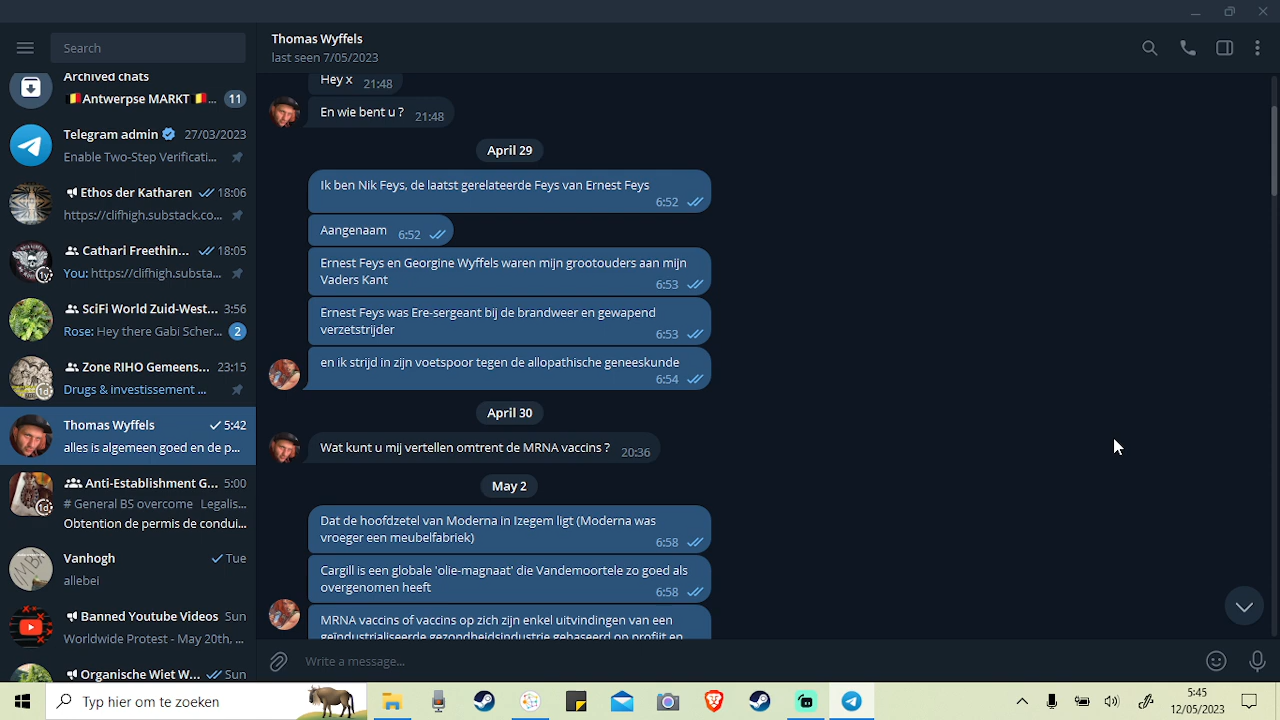 Search
Archived chats
🇧🇪Antwerpse MARKT 🇧🇪... 11
Telegram admin 27/03/2023
Enable Two-Step Verificati...
Ethos der Katharen 18:06
https://clifhigh.substack.co...
Cathari Freethin... 18:05
You: https://clifhigh.substa...
SciFi World Zuid-West... 3:56
Rose: Hey there Gabi Scher... 2
Zone RIHO Gemeens... 23:15
Drugs & investissement ...
Thomas Wyffels 5:42
alles is algemeen goed en de p...
Anti-Establishment G... 5:00
# General BS overcome Legalis...
Obtention de permis de condui...
Vanhogh Tue
allebei
Banned Youtube Videos Sun
Worldwide Protest - May 20th, ...
Organische Wiet W... Sun
Thomas Wyffels
last seen 7/05/2023
Hey x 21:48
En wie bent u ? 21:48
April 29
Ik ben Nik Feys, de laatst gerelateerde Feys van Ernest Feys
6:52
Aangenaam 6:52
Ernest Feys en Georgine Wyffels waren mijn grootouders aan mijn
Vaders Kant
6:53
Ernest Feys was Ere-sergeant bij de brandweer en gewapend
verzetstrijder
6:53
en ik strijd in zijn voetspoor tegen de allopathische geneeskunde
6:54
April 30
Wat kunt u mij vertellen omtrent de MRNA vaccins ? 20:36
May 2
Dat de hoofdzetel van Moderna in Izegem ligt (Moderna was
vroeger een meubelfabriek)
6:58
Cargill is een globale 'olie-magnaat' die Vandemoortele zo goed als
overgenomen heeft
6:58
MRNA vaccins of vaccins op zich zijn enkel uitvindingen van een
geïndustrialiseerde gezondheidsindustrie gebaseerd op profijt en
Write a message...
Typ hier om te zoeken
5:45
12/05/2023